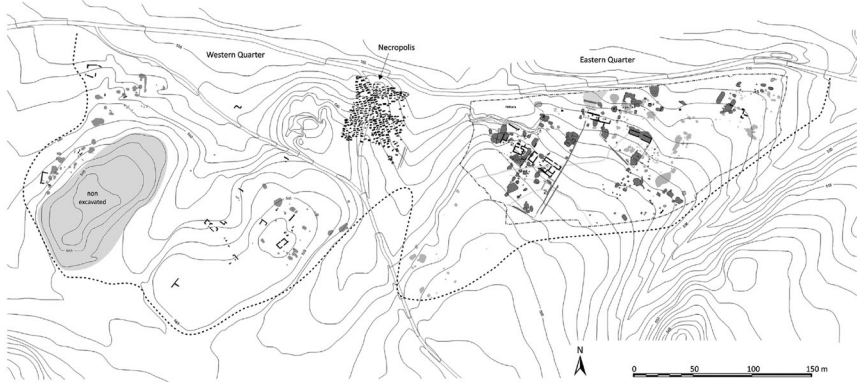 Necropolis
Western Quarter
Eastern Quarter
non
excavated
N
0
50
100
150 m